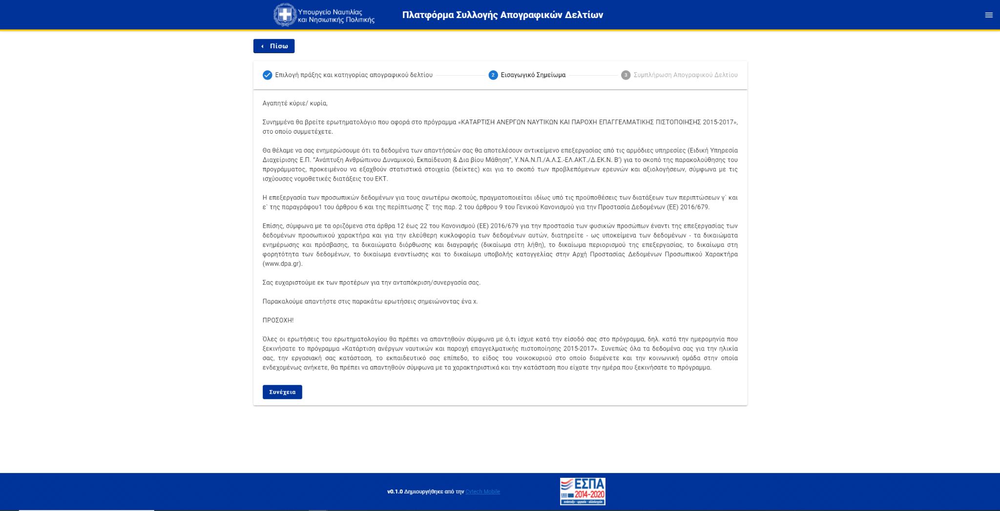 Υπουργείο Ναυτιλίας
και Νησιωτικής Πολιτικής
Πλατφόρμα Συλλογής Απογραφικών Δελτίων
Πίσω
Επιλογή πράξης και κατηγορίας απογραφικού δελτίου
2 Εισαγωγικό Σημείωμα
3 Συμπλήρωση Απογραφικού Δελτίου
Αγαπητέ κύριε/ κυρία,
Συνημμένα θα βρείτε ερωτηματολόγιο που αφορά στο πρόγραμμα «ΚΑΤΑΡΤΙΣΗ ΑΝΕΡΓΩΝ ΝΑΥΤΙΚΩΝ ΚΑΙ ΠΑΡΟΧΗ ΕΠΑΓΓΕΛΜΑΤΙΚΗΣ ΠΙΣΤΟΠΟΙΗΣΗΣ 2015-2017»,
στο οποίο συμμετέχετε.
Θα θέλαμε να σας ενημερώσουμε ότι τα δεδομένα των απαντήσεών σας θα αποτελέσουν αντικείμενο επεξεργασίας από τις αρμόδιες υπηρεσίες (Ειδική Υπηρεσία
Διαχείρισης Ε.Π. “Ανάπτυξη Ανθρώπινου Δυναμικού, Εκπαίδευση & Δια βίου Μάθηση”, Υ.ΝΑ.Ν.Π./Α.Λ.Σ.-ΕΛ.ΑΚΤ./Δ.ΕΚ.Ν. Β’) για το σκοπό της παρακολούθησης του
προγράμματος, προκειμένου να εξαχθούν στατιστικά στοιχεία (δείκτες) και για το σκοπό των προβλεπόμενων ερευνών και αξιολογήσεων, σύμφωνα με τις
ισχύουσες νομοθετικές διατάξεις του ΕΚΤ.
Η επεξεργασία των προσωπικών δεδομένων για τους ανωτέρω σκοπούς, πραγματοποιείται ιδίως υπό τις προϋποθέσεις των διατάξεων των περιπτώσεων γ` και
ε` της παραγράφου1 του άρθρου 6 και της περίπτωσης ζ` της παρ. 2 του άρθρου 9 του Γενικού Κανονισμού για την Προστασία Δεδομένων (ΕΕ) 2016/679.
Επίσης, σύμφωνα με τα οριζόμενα στα άρθρα 12 έως 22 του Κανονισμού (ΕΕ) 2016/679 για την προστασία των φυσικών προσώπων έναντι της επεξεργασίας των
δεδομένων προσωπικού χαρακτήρα και για την ελεύθερη κυκλοφορία των δεδομένων αυτών, διατηρείτε - ως υποκείμενα των δεδομένων - τα δικαιώματα
ενημέρωσης και πρόσβασης, τα δικαιώματα διόρθωσης και διαγραφής (δικαίωμα στη λήθη), το δικαίωμα περιορισμού της επεξεργασίας, το δικαίωμα στη
φορητότητα των δεδομένων, το δικαίωμα εναντίωσης και το δικαίωμα υποβολής καταγγελίας στην Αρχή Προστασίας Δεδομένων Προσωπικού Χαρακτήρα
(www.dpa.gr).
Σας ευχαριστούμε εκ των προτέρων για την ανταπόκριση/συνεργασία σας.
Παρακαλούμε απαντήστε στις παρακάτω ερωτήσεις σημειώνοντας ένα x.
ΠΡΟΣΟΧΗ!
Όλες οι ερωτήσεις του ερωτηματολογίου θα πρέπει να απαντηθούν σύμφωνα με ό,τι ίσχυε κατά την είσοδό σας στο πρόγραμμα, δηλ. κατά την ημερομηνία που
ξεκινήσατε το πρόγραμμα «Κατάρτιση ανέργων ναυτικών και παροχή επαγγελματικής πιστοποίησης 2015-2017». Συνεπώς όλα τα δεδομένα σας για την ηλικία
σας, την εργασιακή σας κατάσταση, το εκπαιδευτικό σας επίπεδο, το είδος του νοικοκυριού στο οποίο διαμένετε και την κοινωνική ομάδα στην οποία
ενδεχομένως ανήκετε, θα πρέπει να απαντηθούν σύμφωνα με τα χαρακτηριστικά και την κατάσταση που είχατε την ημέρα που ξεκινήσατε το πρόγραμμα.
Συνέχεια
v0.1.0 Δημιουργήθηκε από την Cytech Mobile
ΕΣΠΑ
2014-2020
ανάπτυξη - εργασία - αλληλεγγύη